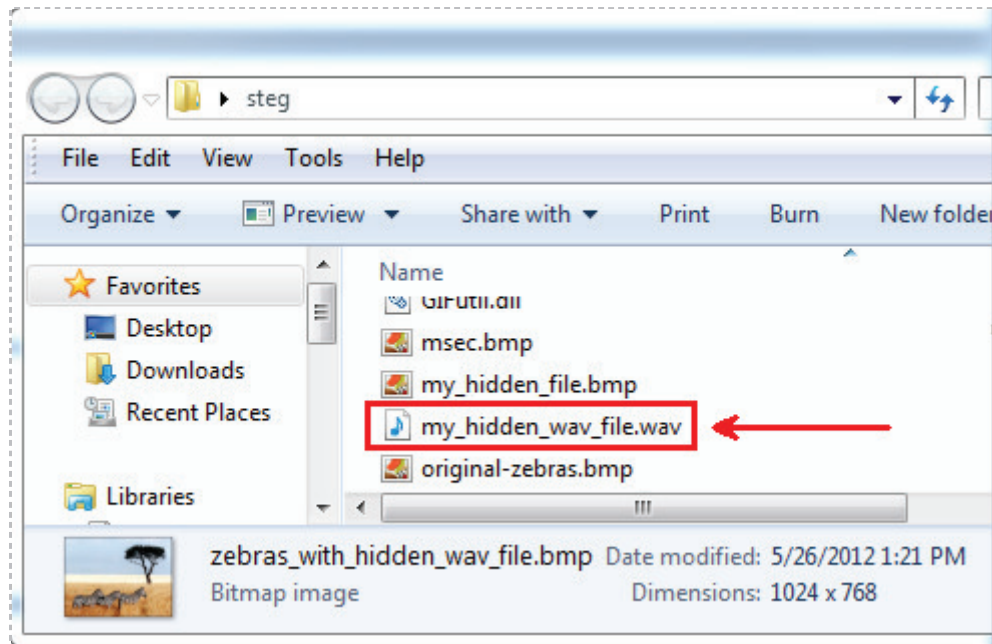 steg
File Edit View Tools Help
Organize Preview Share with Print Burn New folder
Favorites
Desktop
Downloads
Recent Places
Libraries
Name
GIFutil.dll
msec.bmp
my_hidden_file.bmp
my_hidden_wav_file.wav
original-zebras.bmp
zebras_with_hidden_wav_file.bmp Date modified: 5/26/2012 1:21 PM
Bitmap image Dimensions: 1024 x 768